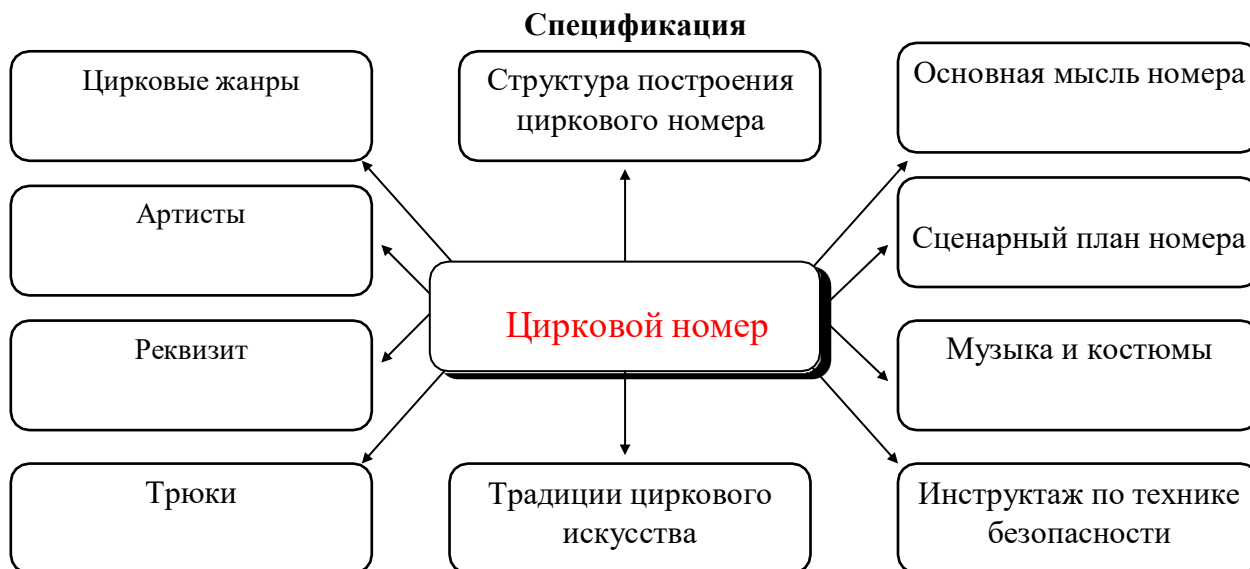 Спецификация
Цирковые жанры
Структура построения
циркового номера
Основная мысль номера
Артисты
Сценарный план номера
Цирковой номер
Реквизит
Музыка и костюмы
Трюки
Традиции циркового
искусства
Инструктаж по технике
безопасности